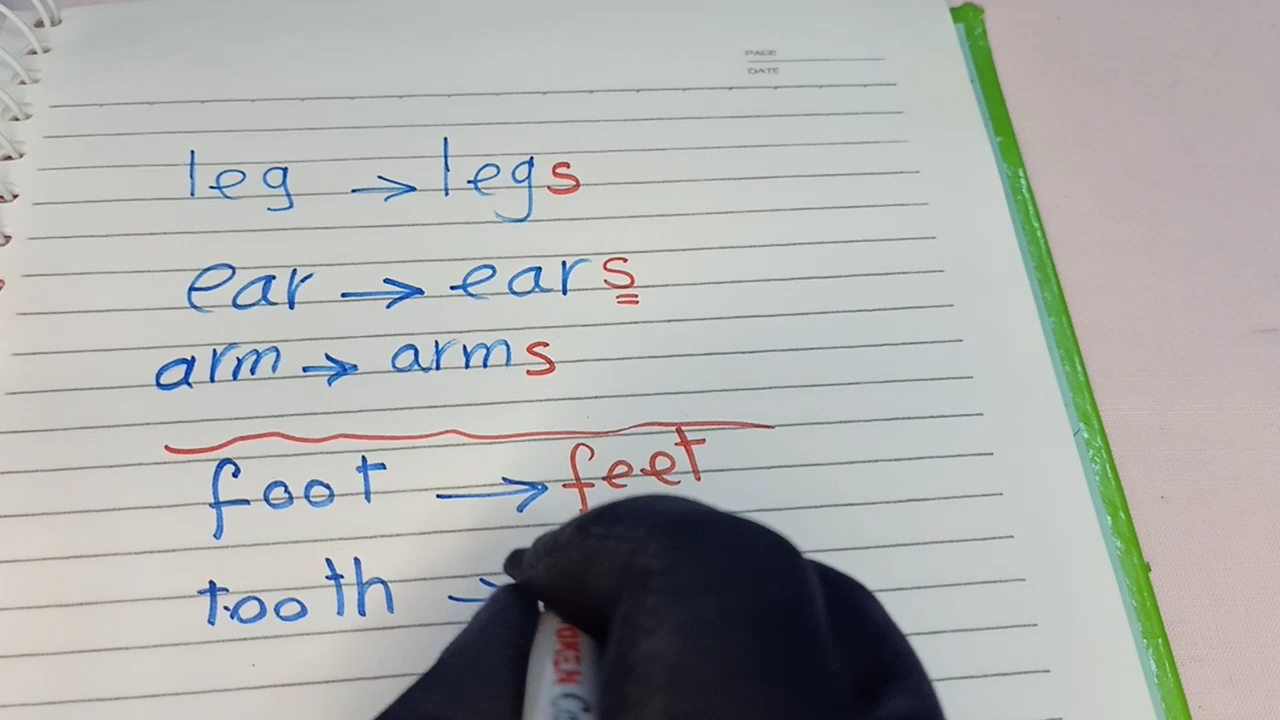 PAGE
DATE
leg → legs
ear → ears
arm → arms
foot → feet
tooth →